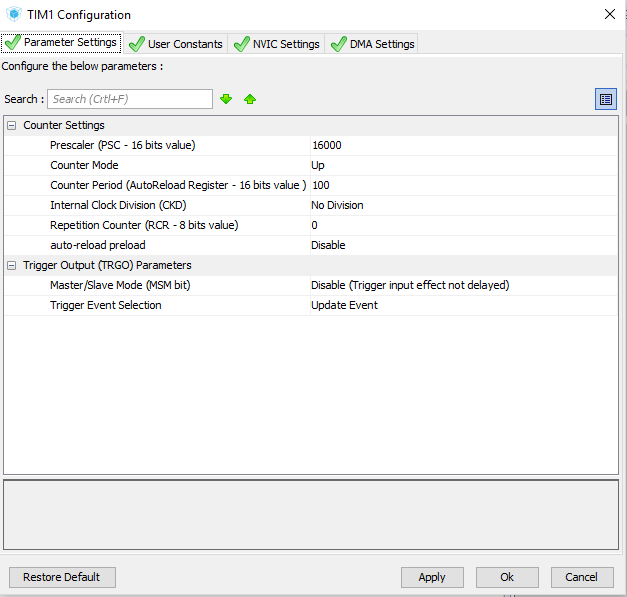 TIM1 Configuration
Parameter Settings User Constants NVIC Settings DMA Settings
Configure the below parameters :
Search : Search (Crtl+F)
Counter Settings
Prescaler (PSC - 16 bits value) 16000
Counter Mode Up
Counter Period (AutoReload Register - 16 bits value ) 100
Internal Clock Division (CKD) No Division
Repetition Counter (RCR - 8 bits value) 0
auto-reload preload Disable
Trigger Output (TRGO) Parameters
Master/Slave Mode (MSM bit) Disable (Trigger input effect not delayed)
Trigger Event Selection Update Event
Restore Default Apply Ok Cancel